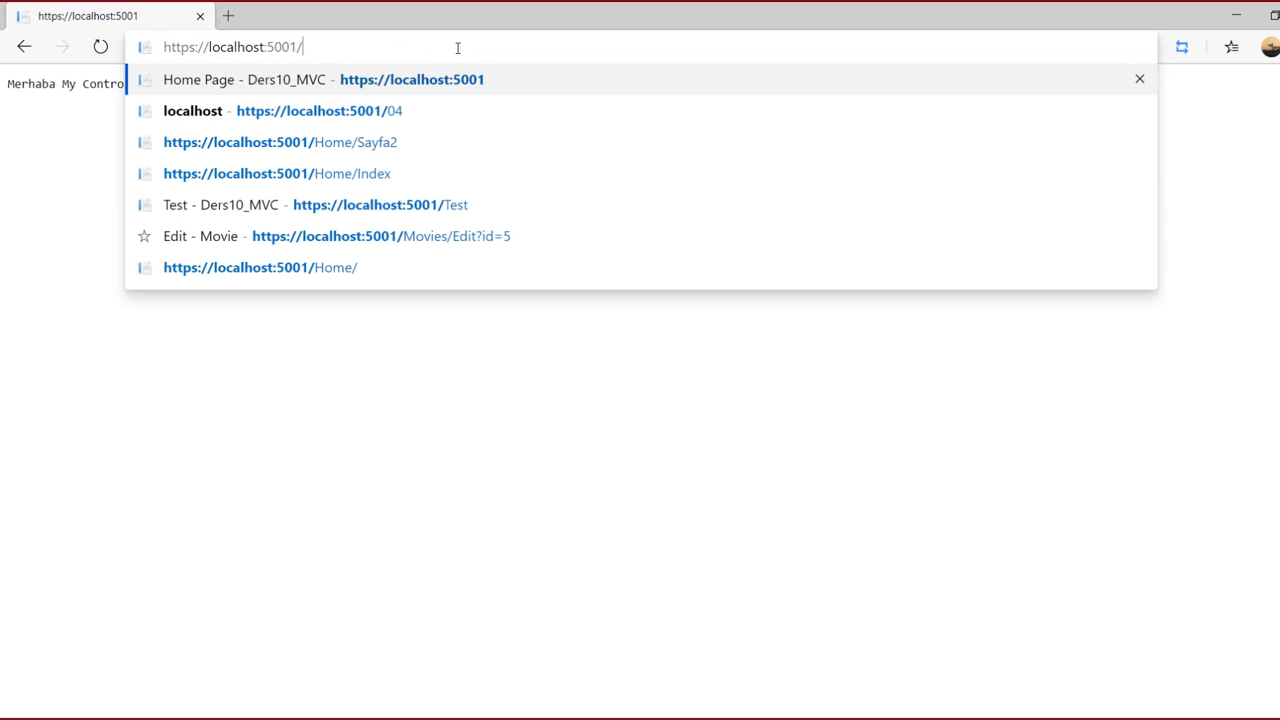 https://localhost:5001
https://localhost:5001/
Home Page - Ders10_MVC - https://localhost:5001
Merhaba My Contro
localhost - https://localhost:5001/04
https://localhost:5001/Home/Sayfa2
https://localhost:5001/Home/Index
Test - Ders10_MVC - https://localhost:5001/Test
Edit - Movie - https://localhost:5001/Movies/Edit?id=5
https://localhost:5001/Home/